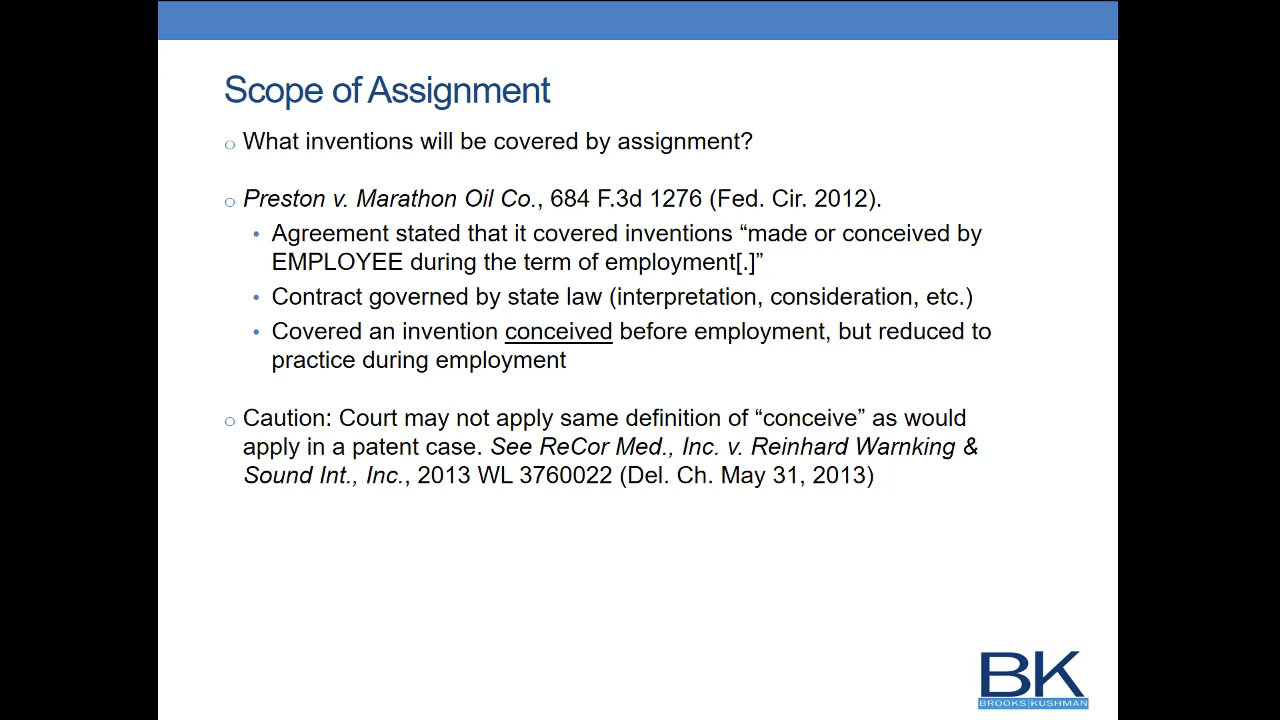 Scope of Assignment
What inventions will be covered by assignment?
Preston v. Marathon Oil Co., 684 F.3d 1276 (Fed. Cir. 2012).
Agreement stated that it covered inventions “made or conceived by
EMPLOYEE during the term of employment[.]”
Contract governed by state law (interpretation, consideration, etc.)
Covered an invention conceived before employment, but reduced to
practice during employment
Caution: Court may not apply same definition of “conceive” as would
apply in a patent case. See ReCor Med., Inc. v. Reinhard Warnking &
Sound Int., Inc., 2013 WL 3760022 (Del. Ch. May 31, 2013)
BK
BROOKS|KUSHMAN